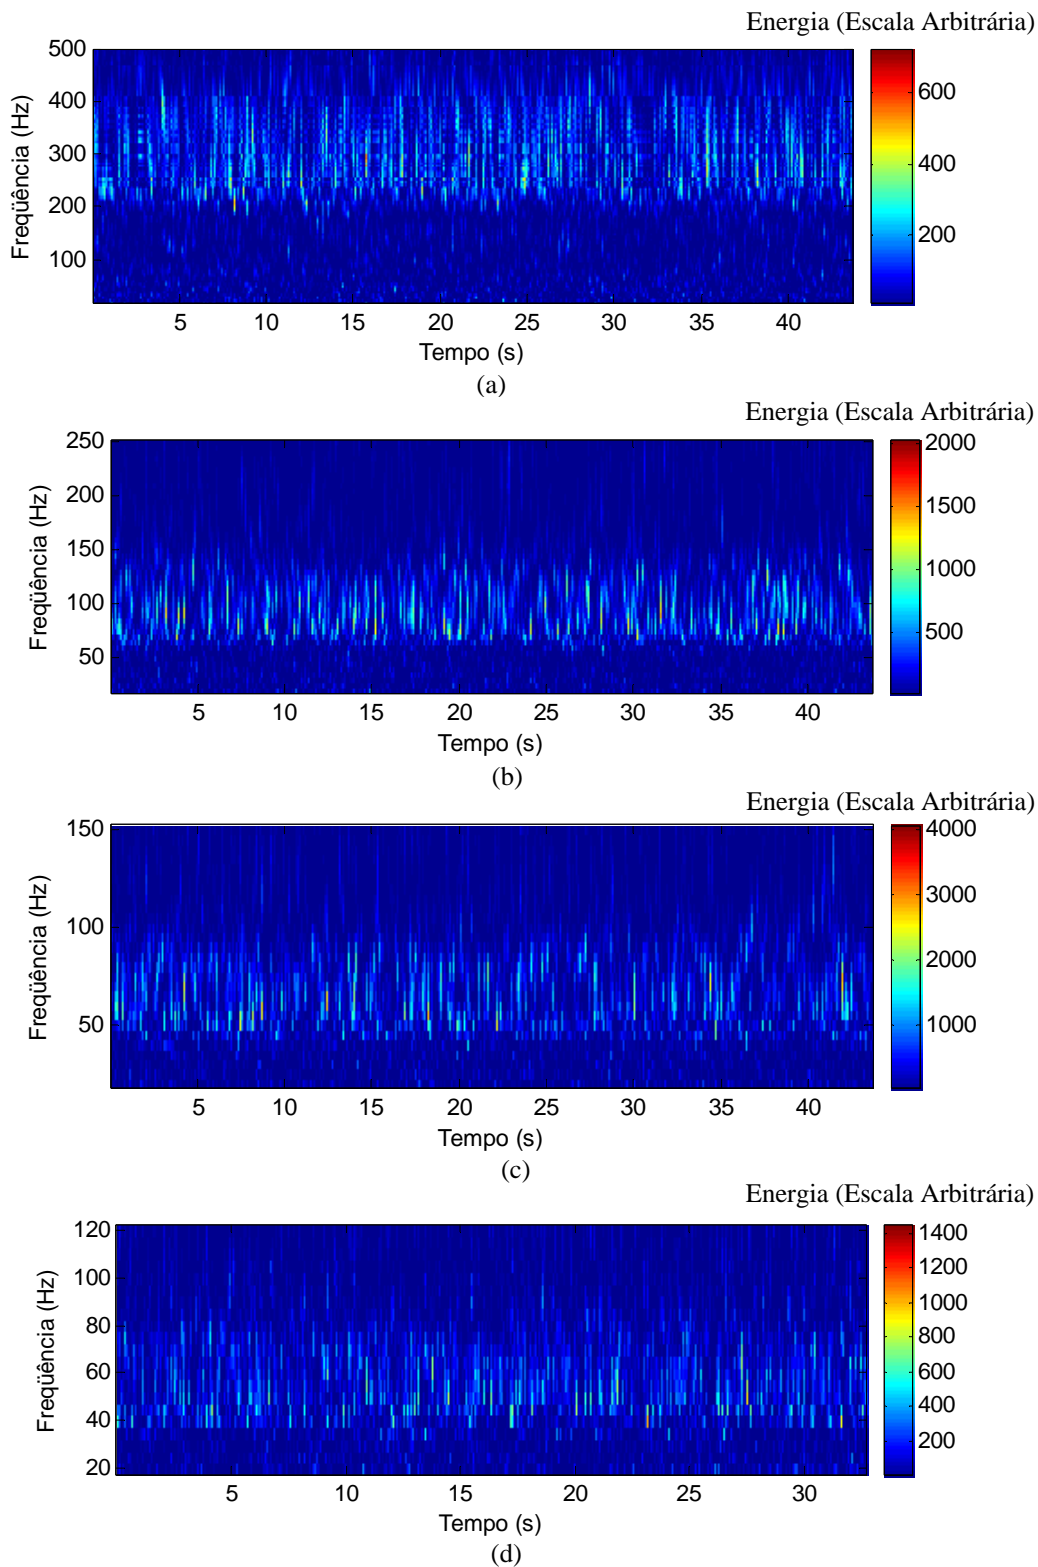 Energia (Escala Arbitrária)
500
400
300
200
100
Freqüência (Hz)
600
400
200
5 10 15 20 25 30 35 40
Tempo (s)
(a)
Energia (Escala Arbitrária)
250
200
150
100
50
Freqüência (Hz)
2000
1500
1000
500
5 10 15 20 25 30 35 40
Tempo (s)
(b)
Energia (Escala Arbitrária)
150
100
50
Freqüência (Hz)
4000
3000
2000
1000
5 10 15 20 25 30 35 40
Tempo (s)
(c)
Energia (Escala Arbitrária)
120
100
80
60
40
20
Freqüência (Hz)
1400
1200
1000
800
600
400
200
5 10 15 20 25 30
Tempo (s)
(d)